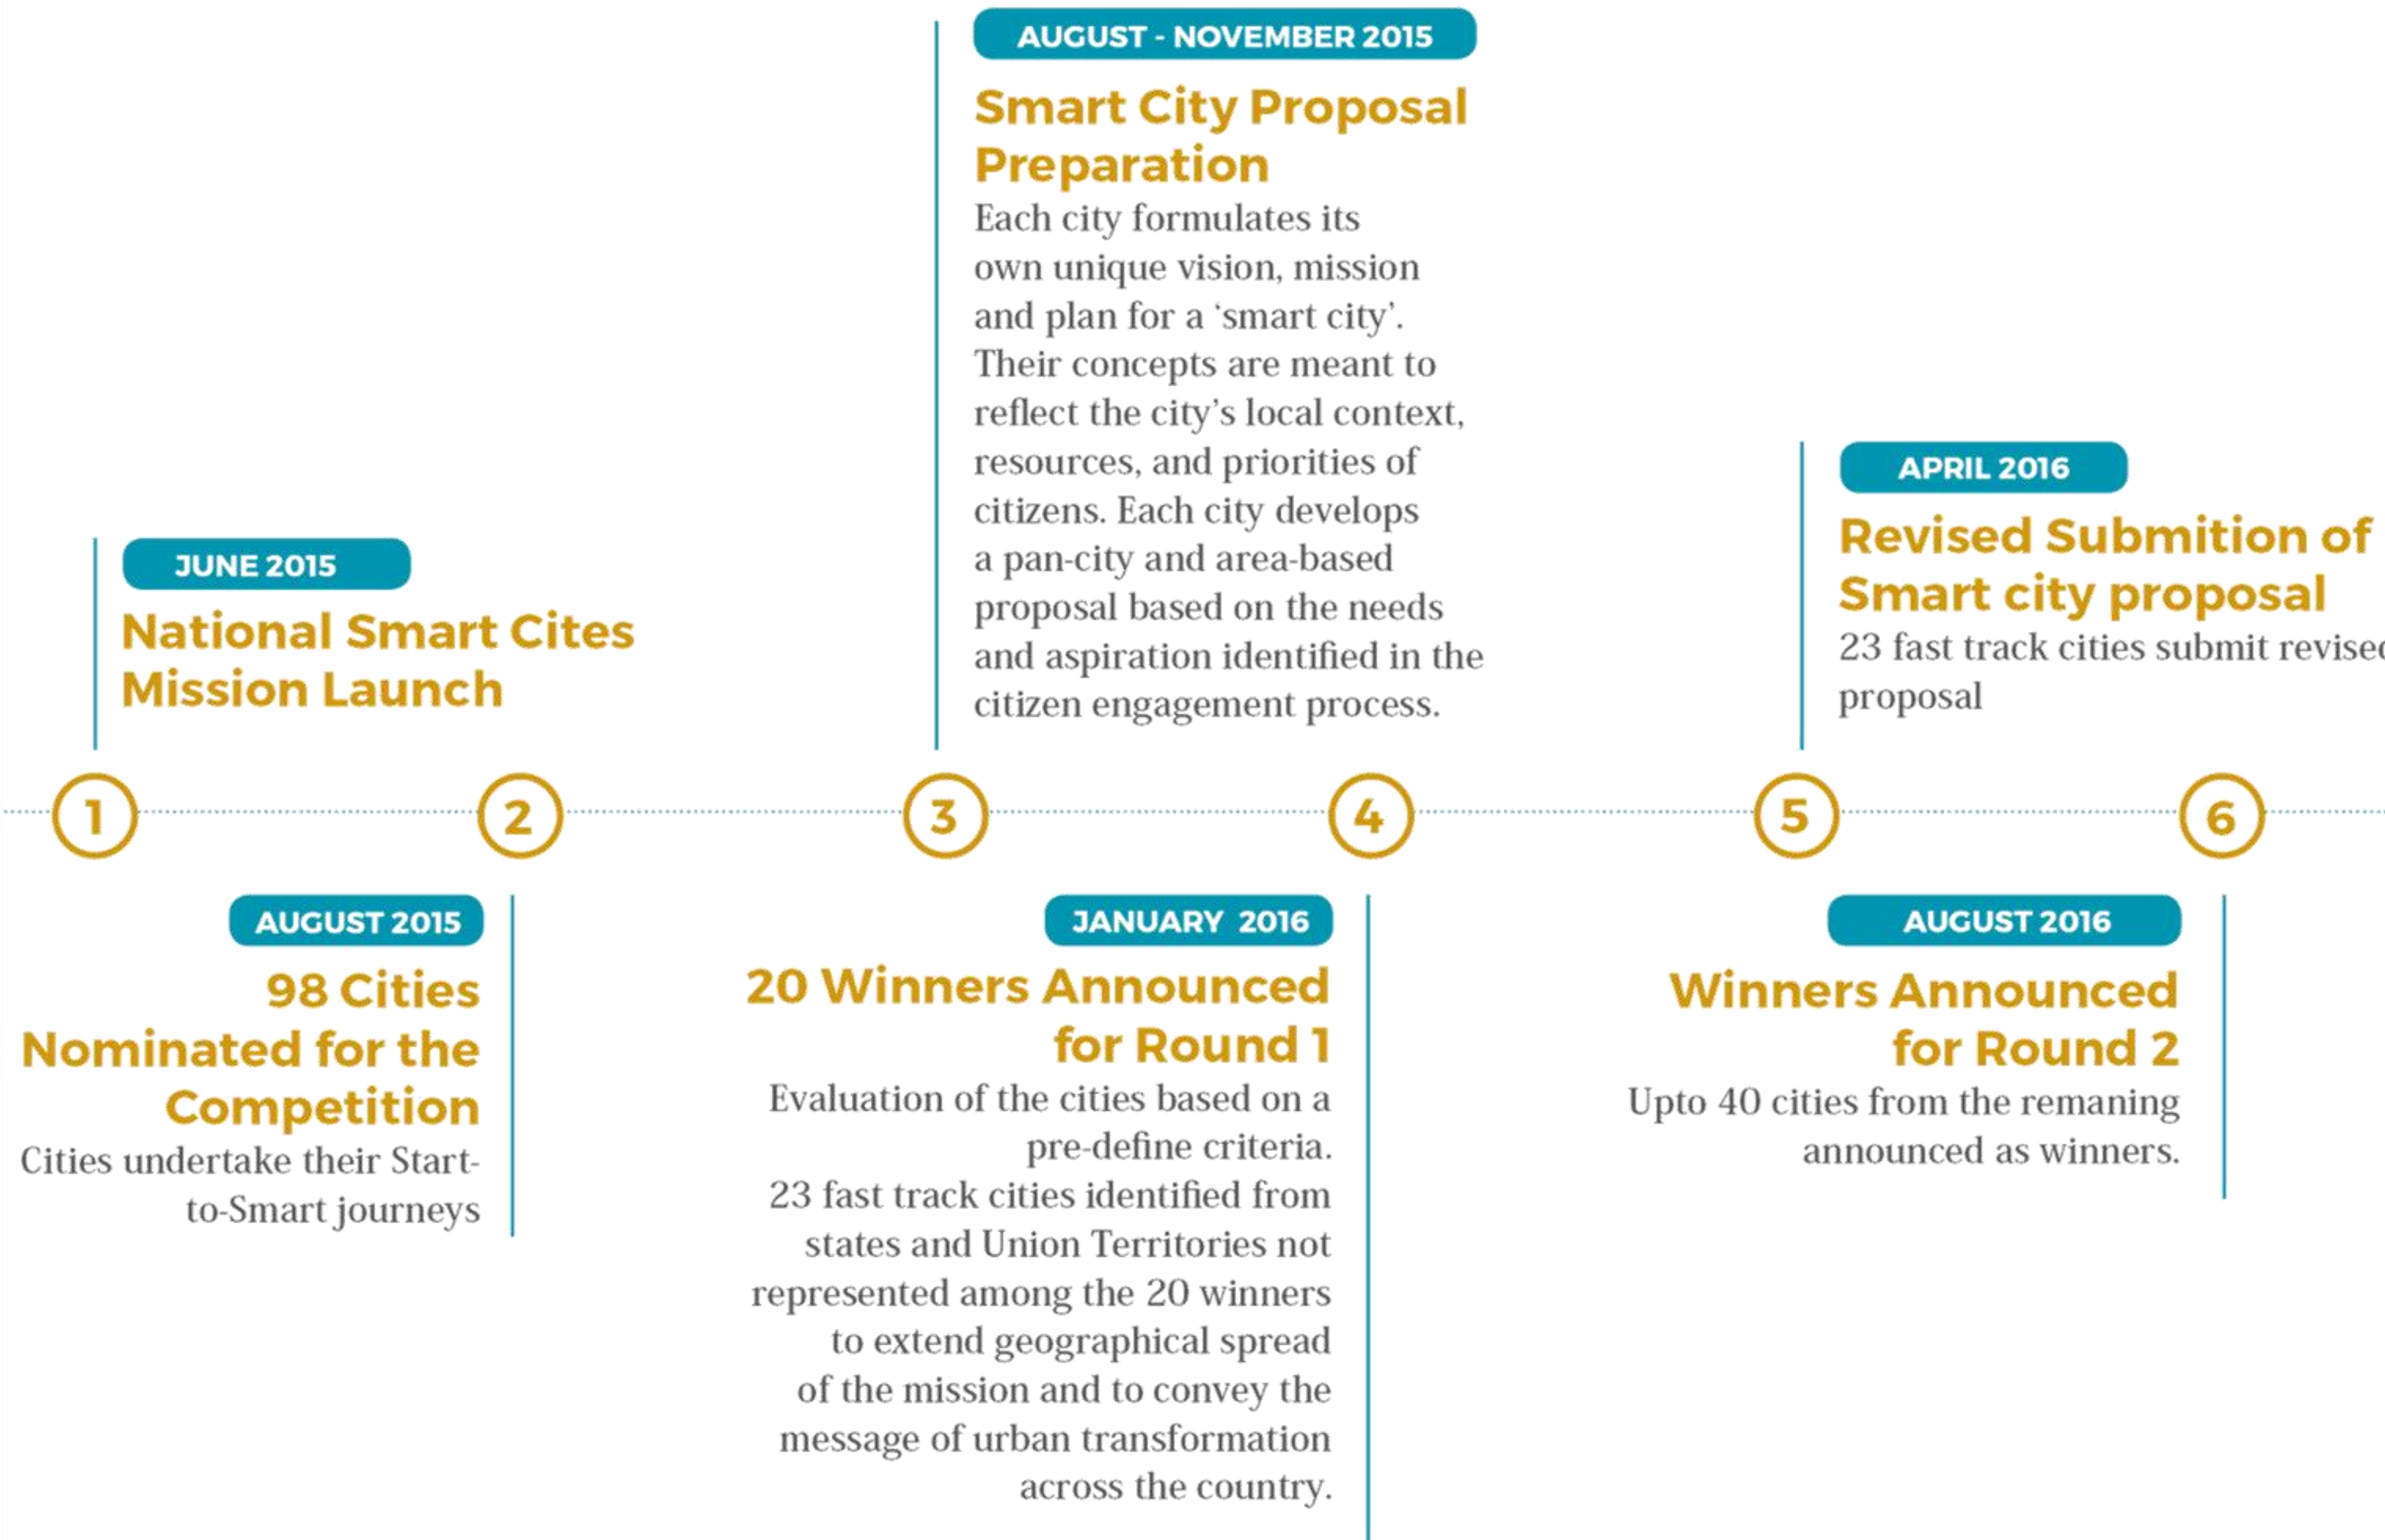 JUNE 2015
National Smart Cites
Mission Launch
1
AUGUST 2015
98 Cities
Nominated for the
Competition
Cities undertake their Start-
to-Smart journeys
2
AUGUST - NOVEMBER 2015
Smart City Proposal
Preparation
Each city formulates its
own unique vision, mission
and plan for a ‘smart city’.
Their concepts are meant to
reflect the city’s local context,
resources, and priorities of
citizens. Each city develops
a pan-city and area-based
proposal based on the needs
and aspiration identified in the
citizen engagement process.
3
JANUARY 2016
20 Winners Announced
for Round 1
Evaluation of the cities based on a
pre-define criteria.
23 fast track cities identified from
states and Union Territories not
represented among the 20 winners
to extend geographical spread
of the mission and to convey the
message of urban transformation
across the country.
4
APRIL 2016
Revised Submition of
Smart city proposal
23 fast track cities submit revised
proposal
5
AUGUST 2016
Winners Announced
for Round 2
Upto 40 cities from the remaning
announced as winners.
6